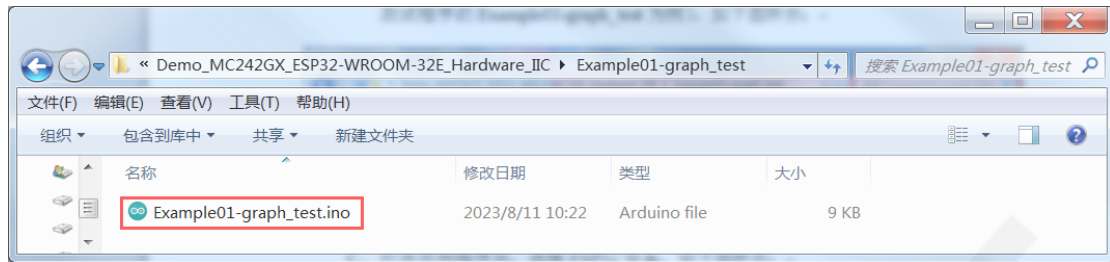 « Demo_MC242GX_ESP32-WROOM-32E_Hardware_IIC ▸ Example01-graph_test 搜索 Example01-graph_test
文件(F) 编辑(E) 查看(V) 工具(T) 帮助(H)
组织 包含到库中 共享 新建文件夹
名称 修改日期 类型 大小
Example01-graph_test.ino 2023/8/11 10:22 Arduino file 9 KB